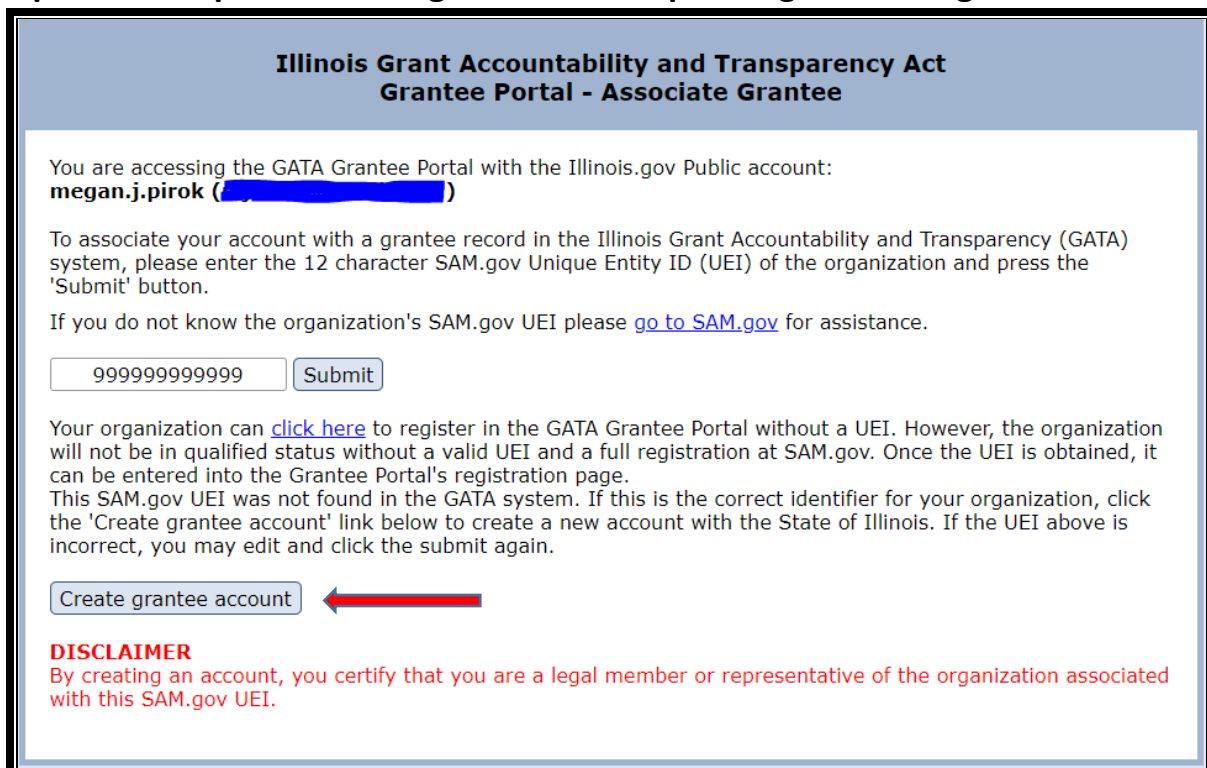 Illinois Grant Accountability and Transparency Act
Grantee Portal - Associate Grantee
You are accessing the GATA Grantee Portal with the Illinois.gov Public account:
megan.j.pirok ( )
To associate your account with a grantee record in the Illinois Grant Accountability and Transparency (GATA)
system, please enter the 12 character SAM.gov Unique Entity ID (UEI) of the organization and press the
'Submit' button.
If you do not know the organization's SAM.gov UEI please go to SAM.gov for assistance.
999999999999 Submit
Your organization can click here to register in the GATA Grantee Portal without a UEI. However, the organization
will not be in qualified status without a valid UEI and a full registration at SAM.gov. Once the UEI is obtained, it
can be entered into the Grantee Portal's registration page.
This SAM.gov UEI was not found in the GATA system. If this is the correct identifier for your organization, click
the 'Create grantee account' link below to create a new account with the State of Illinois. If the UEI above is
incorrect, you may edit and click the submit again.
Create grantee account
DISCLAIMER
By creating an account, you certify that you are a legal member or representative of the organization associated
with this SAM.gov UEI.